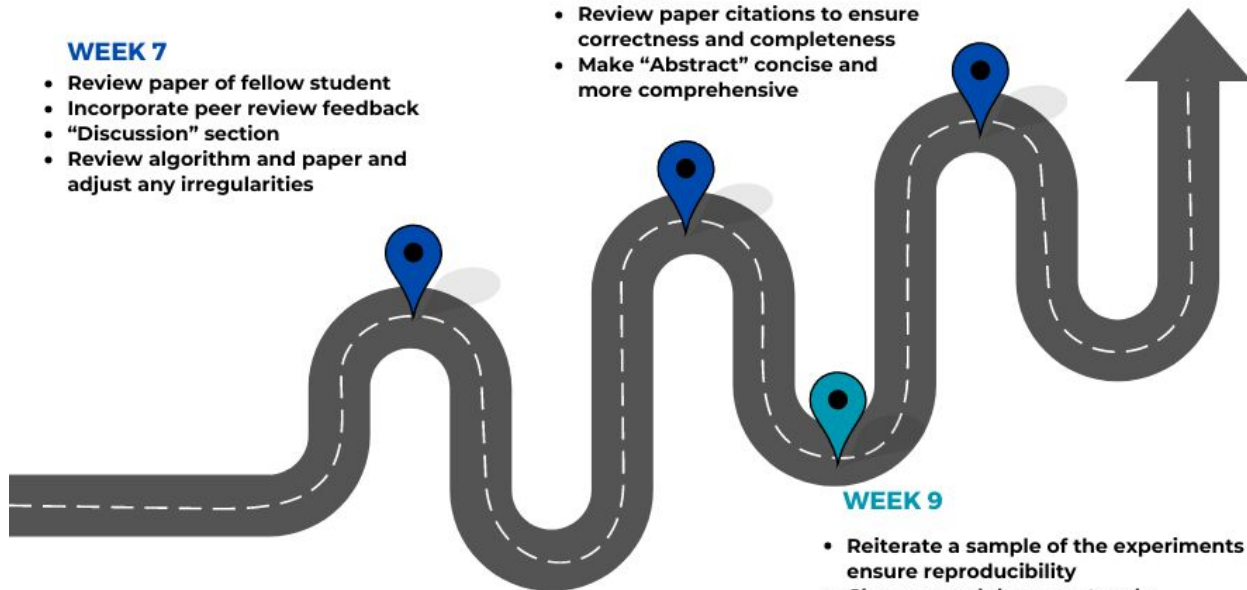 WEEK 7
• Review paper of fellow student
• Incorporate peer review feedback
• “Discussion” section
• Review algorithm and paper and
adjust any irregularities
• Review paper citations to ensure
correctness and completeness
• Make “Abstract” concise and
more comprehensive
WEEK 9
• Reiterate a sample of the experiments
ensure reproducibility